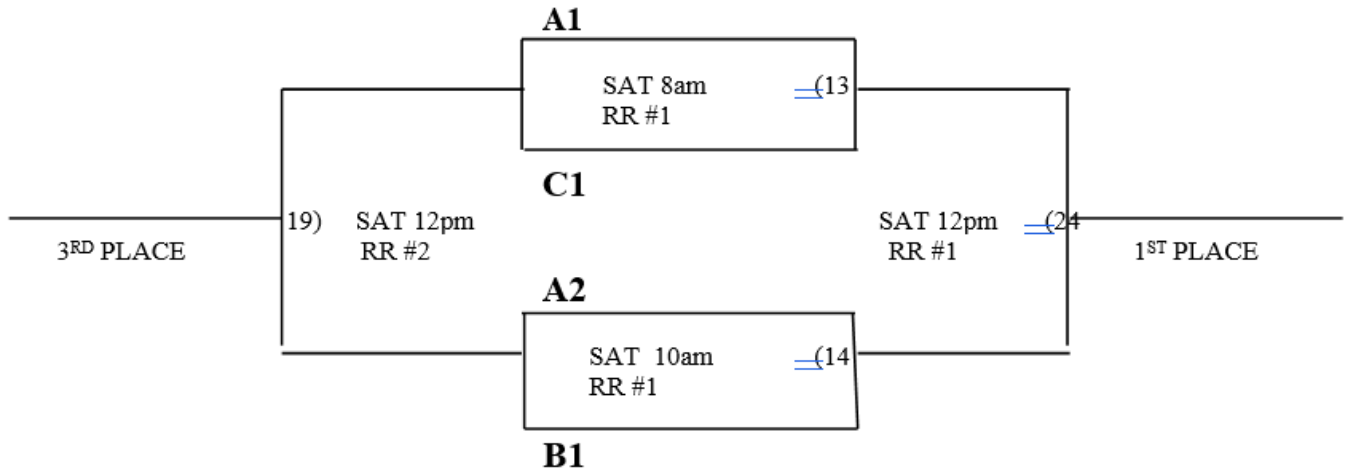 A1
SAT 8am (13
RR #1
C1
19) SAT 12pm SAT 12pm (24
RR #2 RR #1
3RD PLACE 1ST PLACE
A2
SAT 10am (14
RR #1
B1